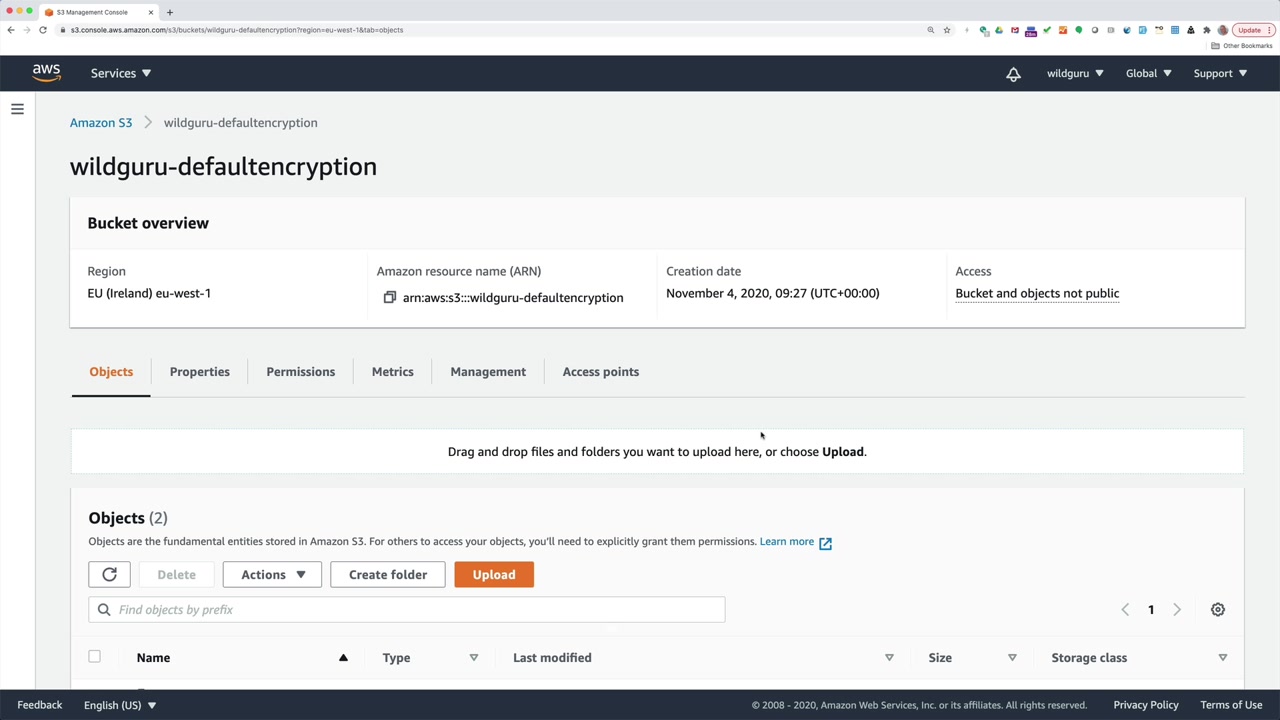 S3 Management Console
s3.console.aws.amazon.com/s3/buckets/wildguru-defaultencryption?region=eu-west-1&tab=objects
Update
Other Bookmarks
aws
Services
wildguru
Global
Support
Amazon S3
wildguru-defaultencryption
wildguru-defaultencryption
Bucket overview
Region
EU (Ireland) eu-west-1
Amazon resource name (ARN)
arn:aws:s3:::wildguru-defaultencryption
Creation date
November 4, 2020, 09:27 (UTC+00:00)
Access
Bucket and objects not public
Objects
Properties
Permissions
Metrics
Management
Access points
Drag and drop files and folders you want to upload here, or choose Upload.
Objects (2)
Objects are the fundamental entities stored in Amazon S3. For others to access your objects, you'll need to explicitly grant them permissions. Learn more
Delete
Actions
Create folder
Upload
Find objects by prefix
1
Name
Type
Last modified
Size
Storage class
Feedback
English (US)
© 2008 - 2020, Amazon Web Services, Inc. or its affiliates. All rights reserved.
Privacy Policy
Terms of Use